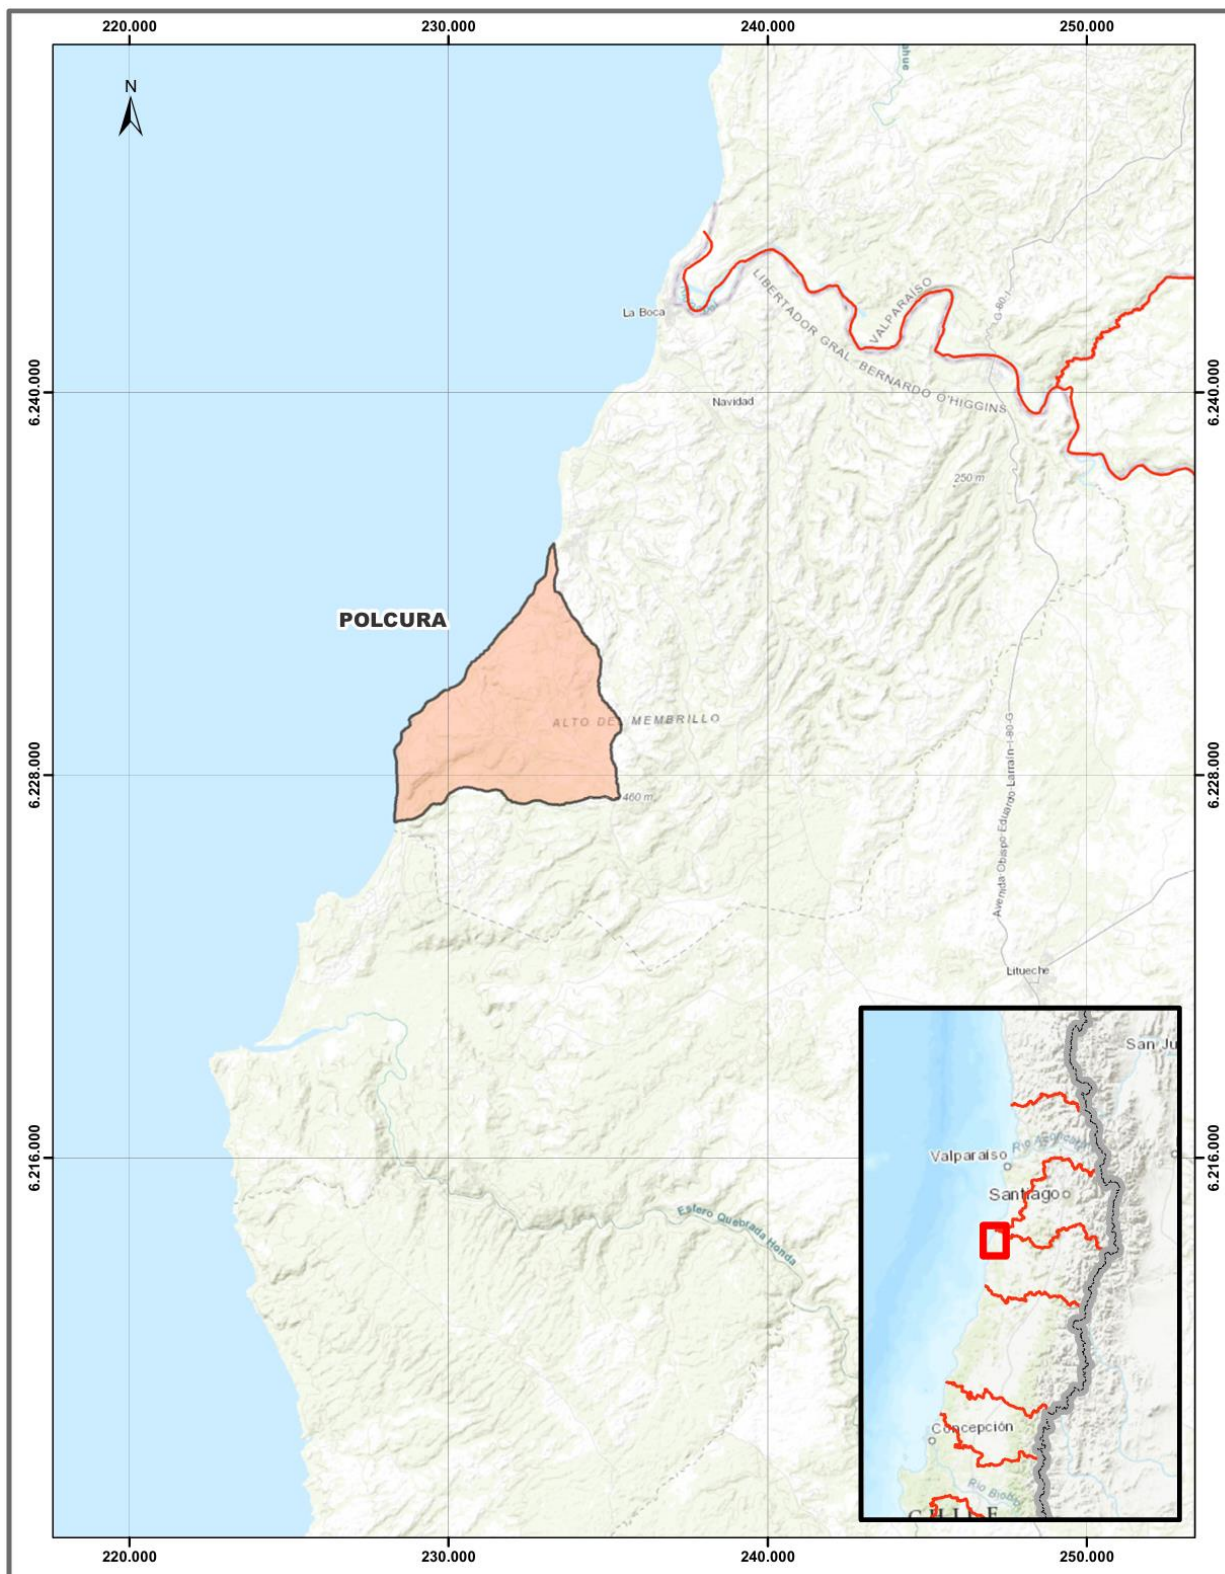 220.000
230.000
240.000
250.000
N
La Boca
LIBERTADOR GRAL. BERNARDO O'HIGGINS
VALPARAÍSO
G-80-I
6.240.000
6.240.000
Navidad
250 m
POLCURA
ALTO DEL MEMBRILLO
6.228.000
6.228.000
460 m
Avenida Obispo Eduardo Larraín-I-80-G
Litueche
6.216.000
6.216.000
Estero Quebrada Honda
San Ju
Valparaíso
Santiago
Concepción
CHILE
220.000
230.000
240.000
250.000